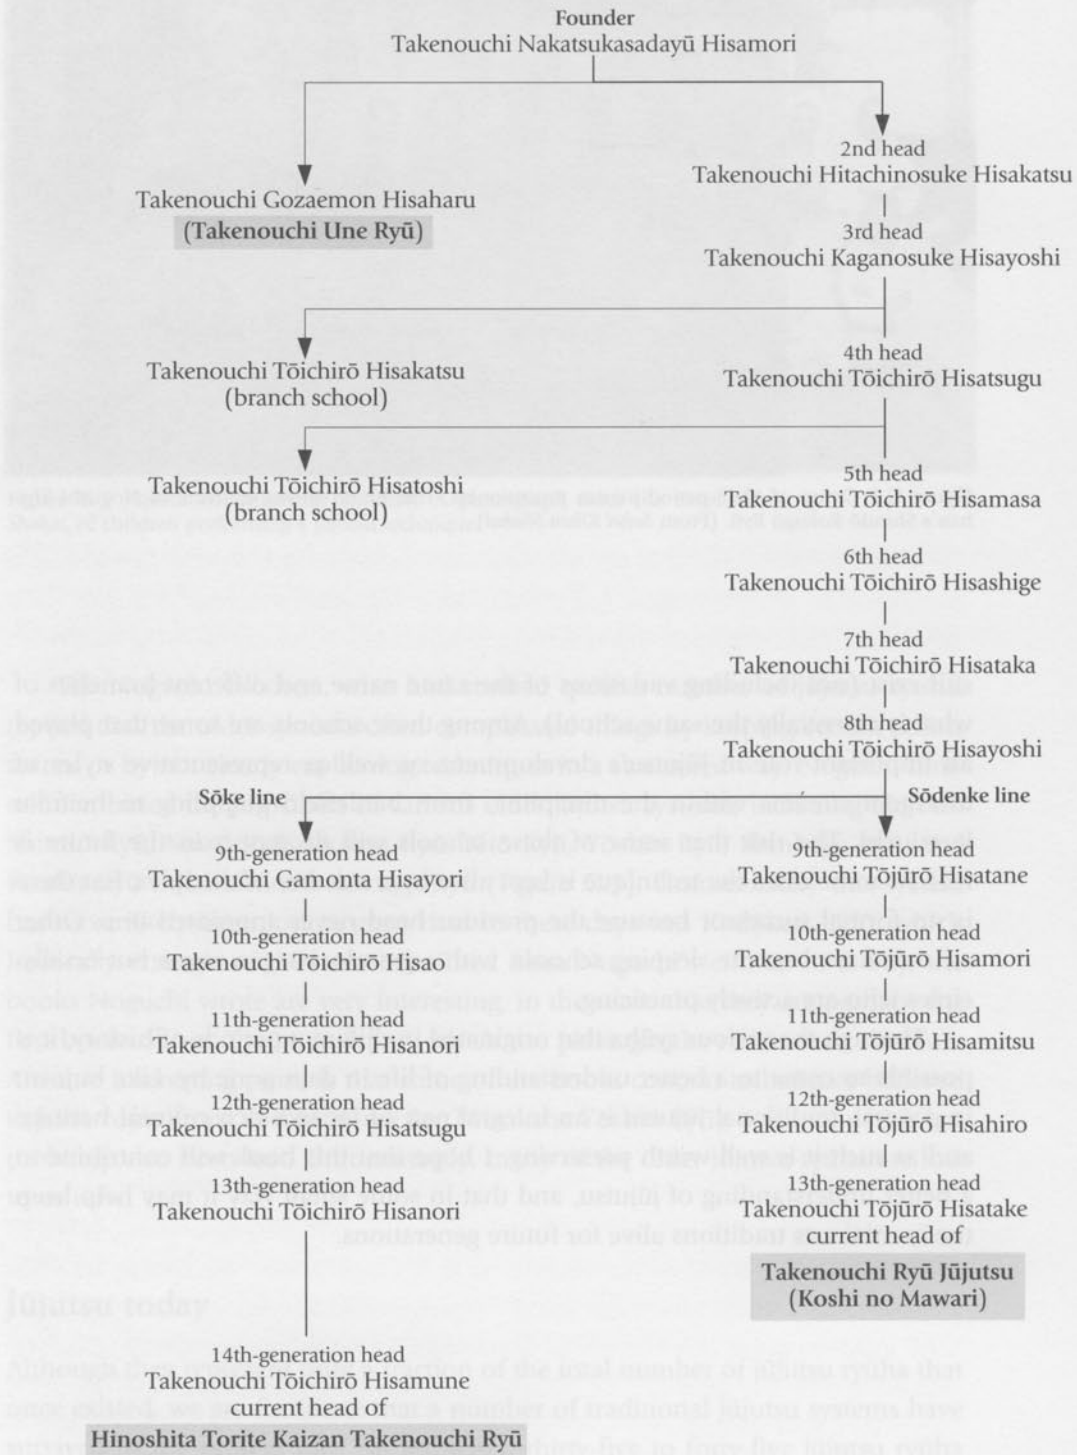 Founder
Takenouchi Nakatsukasadayū Hisamori
2nd head
Takenouchi Hitachinosuke Hisakatsu
Takenouchi Gozaemon Hisaharu
(Takenouchi Une Ryū)
3rd head
Takenouchi Kaganosuke Hisayoshi
4th head
Takenouchi Tōichirō Hisatsugu
Takenouchi Tōichirō Hisakatsu
(branch school)
5th head
Takenouchi Tōichirō Hisamasa
Takenouchi Tōichirō Hisatoshi
(branch school)
6th head
Takenouchi Tōichirō Hisashige
7th head
Takenouchi Tōichirō Hisataka
8th head
Takenouchi Tōichirō Hisayoshi
Sōke line
9th-generation head
Takenouchi Gamonta Hisayori
10th-generation head
Takenouchi Tōichirō Hisao
11th-generation head
Takenouchi Tōichirō Hisanori
12th-generation head
Takenouchi Tōichirō Hisatsugu
13th-generation head
Takenouchi Tōichirō Hisanori
14th-generation head
Takenouchi Tōichirō Hisamune
current head of
Hinoshita Torite Kaizan Takenouchi Ryū
Sōdenke line
9th-generation head
Takenouchi Tōjūrō Hisatane
10th-generation head
Takenouchi Tōjūrō Hisamori
11th-generation head
Takenouchi Tōjūrō Hisamitsu
12th-generation head
Takenouchi Tōjūrō Hisahiro
13th-generation head
Takenouchi Tōjūrō Hisatake
current head of
Takenouchi Ryū Jūjutsu
(Koshi no Mawari)